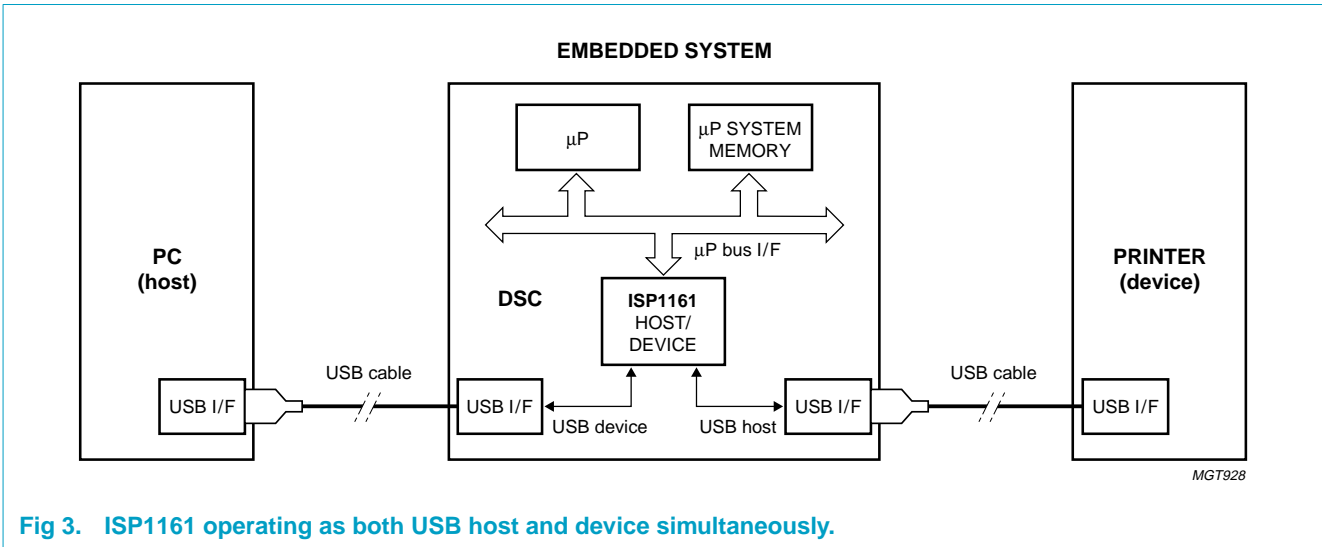 EMBEDDED SYSTEM
μP
μP SYSTEM
MEMORY
μP bus I/F
PC
(host)
DSC
ISP1161
HOST/
DEVICE
PRINTER
(device)
USB cable
USB cable
USB I/F
USB I/F
USB device
USB host
USB I/F
USB I/F
MGT928
Fig 3. ISP1161 operating as both USB host and device simultaneously.